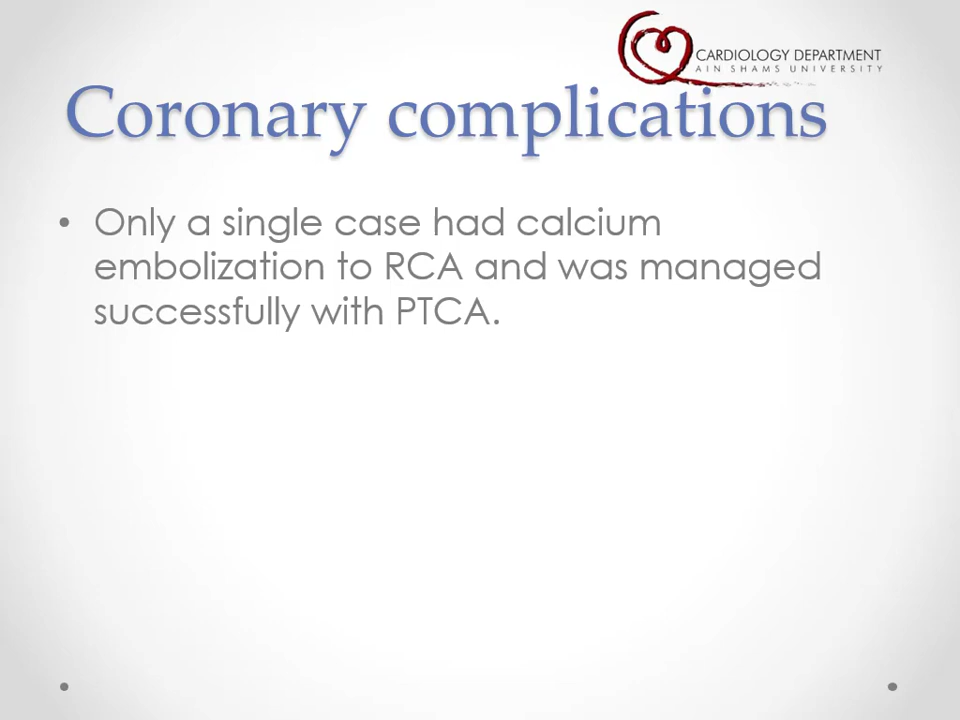 CARDIOLOGY DEPARTMENT
AIN SHAMS UNIVERSITY
Coronary complications
• Only a single case had calcium
embolization to RCA and was managed
successfully with PTCA.